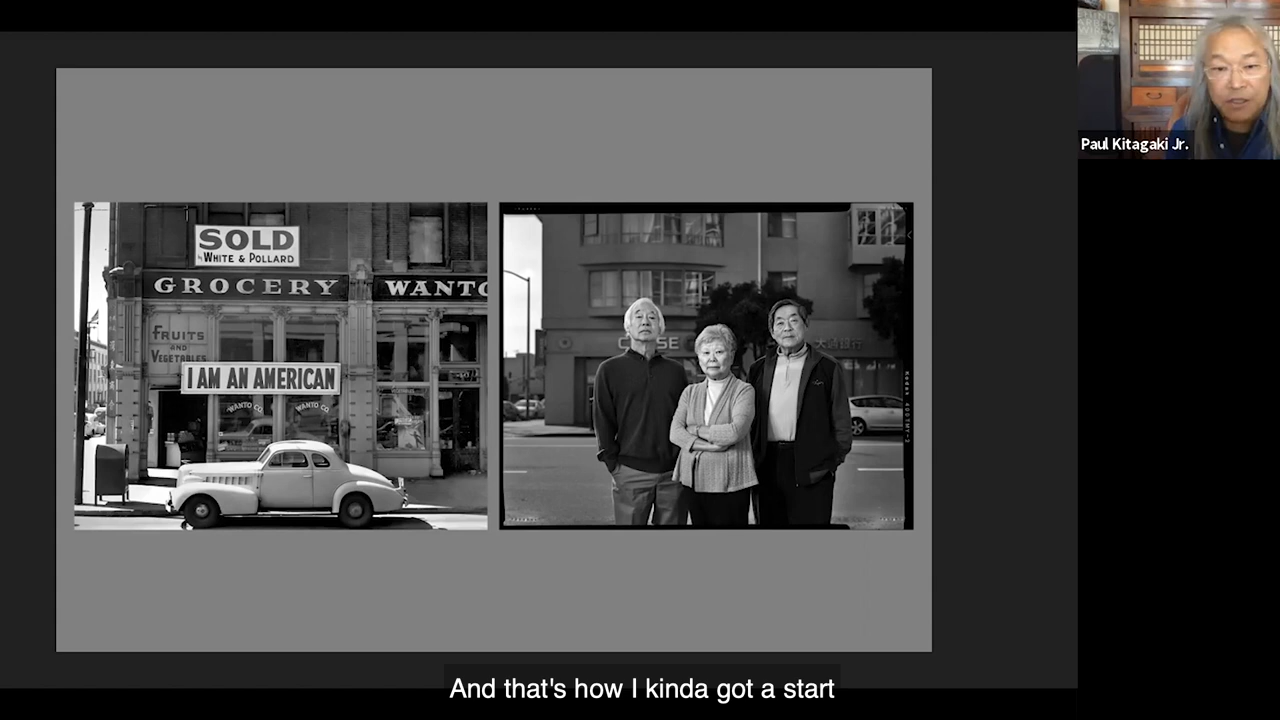 SOLD
by WHITE & POLLARD
GROCERY
WANTO
FRUITS
AND
VEGETABLES
I AM AN AMERICAN
WANTO CO
WANTO CO
Paul Kitagaki Jr.
And that's how I kinda got a start